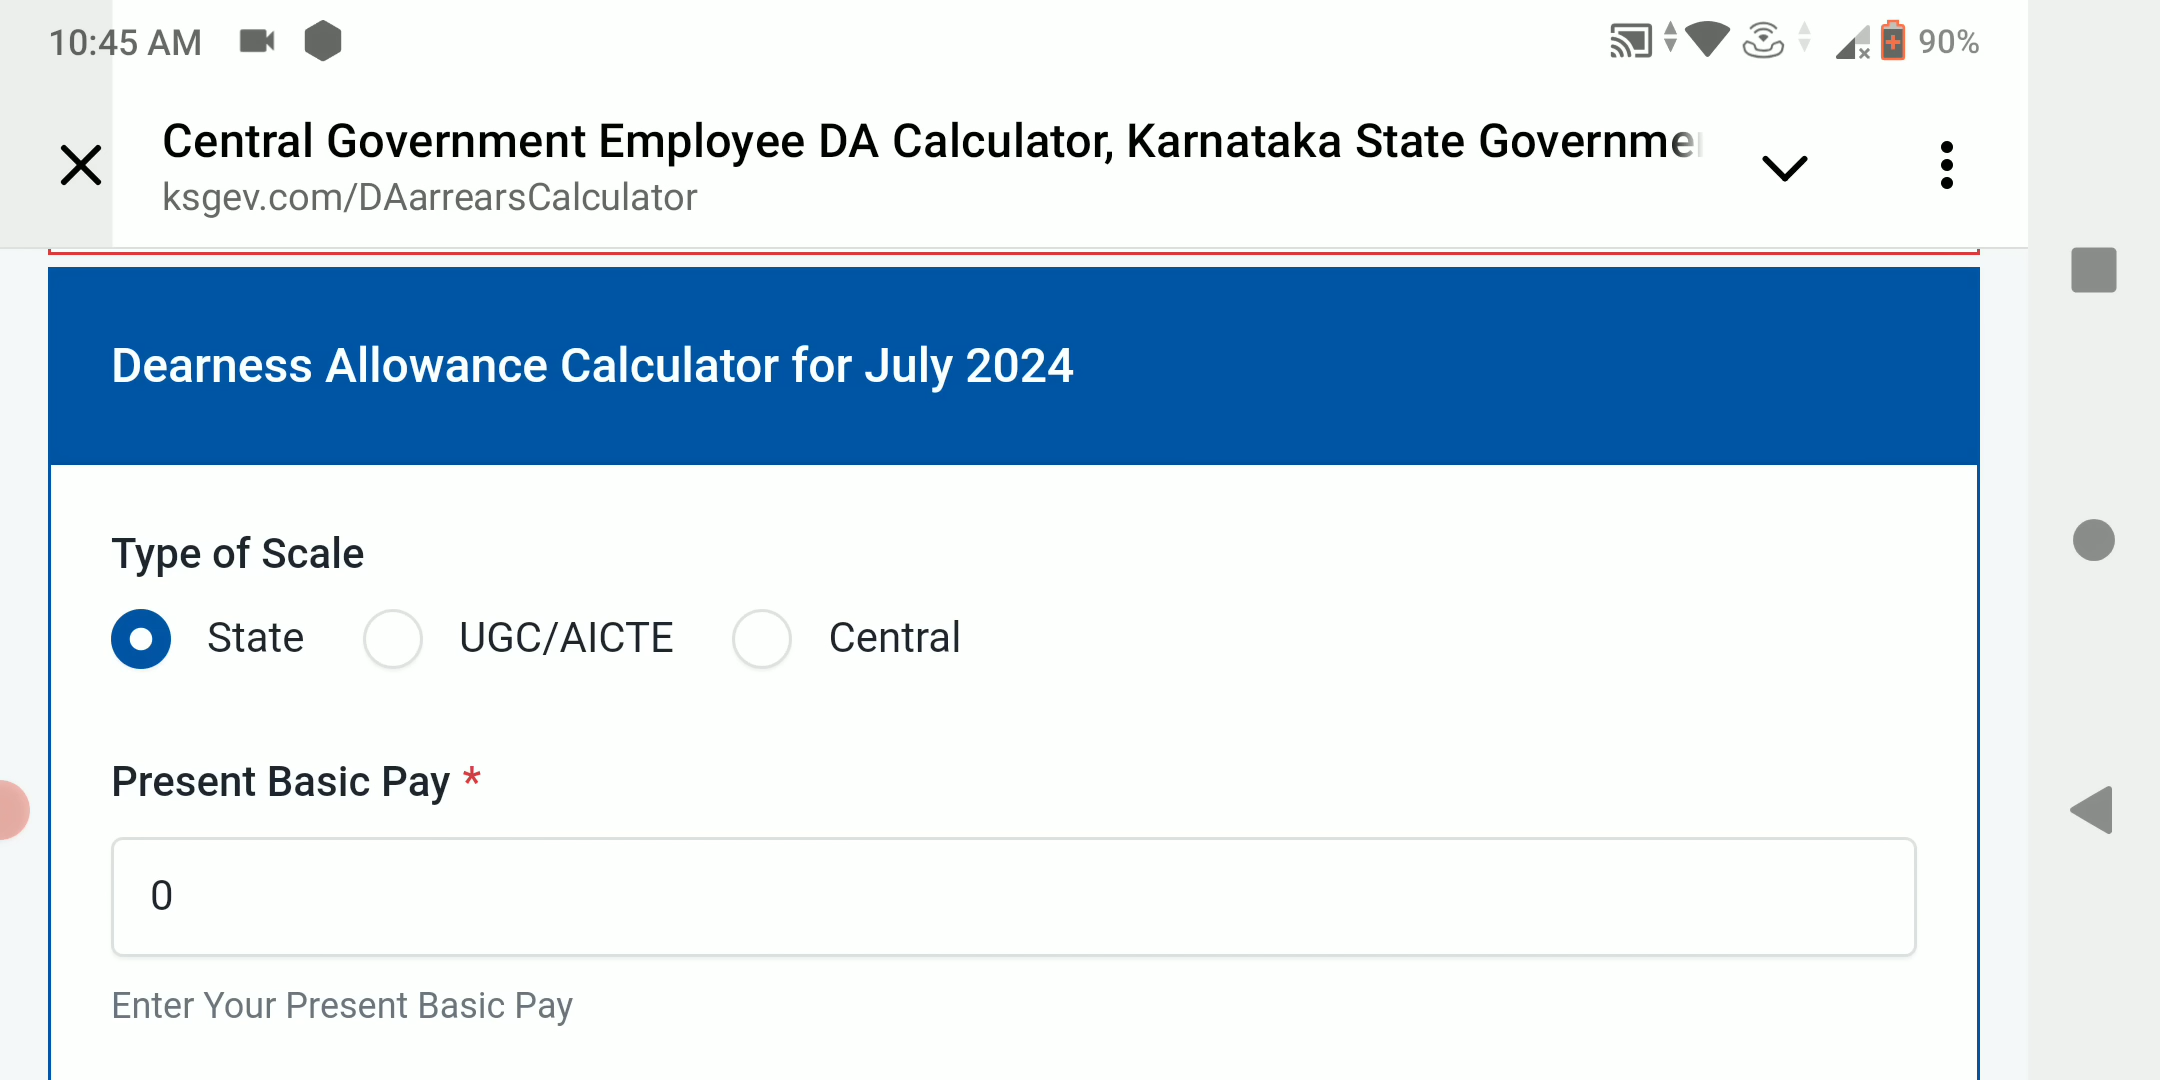 10:45 AM
90%
Central Government Employee DA Calculator, Karnataka State Governme
ksgev.com/DAarrearsCalculator
Dearness Allowance Calculator for July 2024
Type of Scale
State UGC/AICTE Central
Present Basic Pay *
0
Enter Your Present Basic Pay